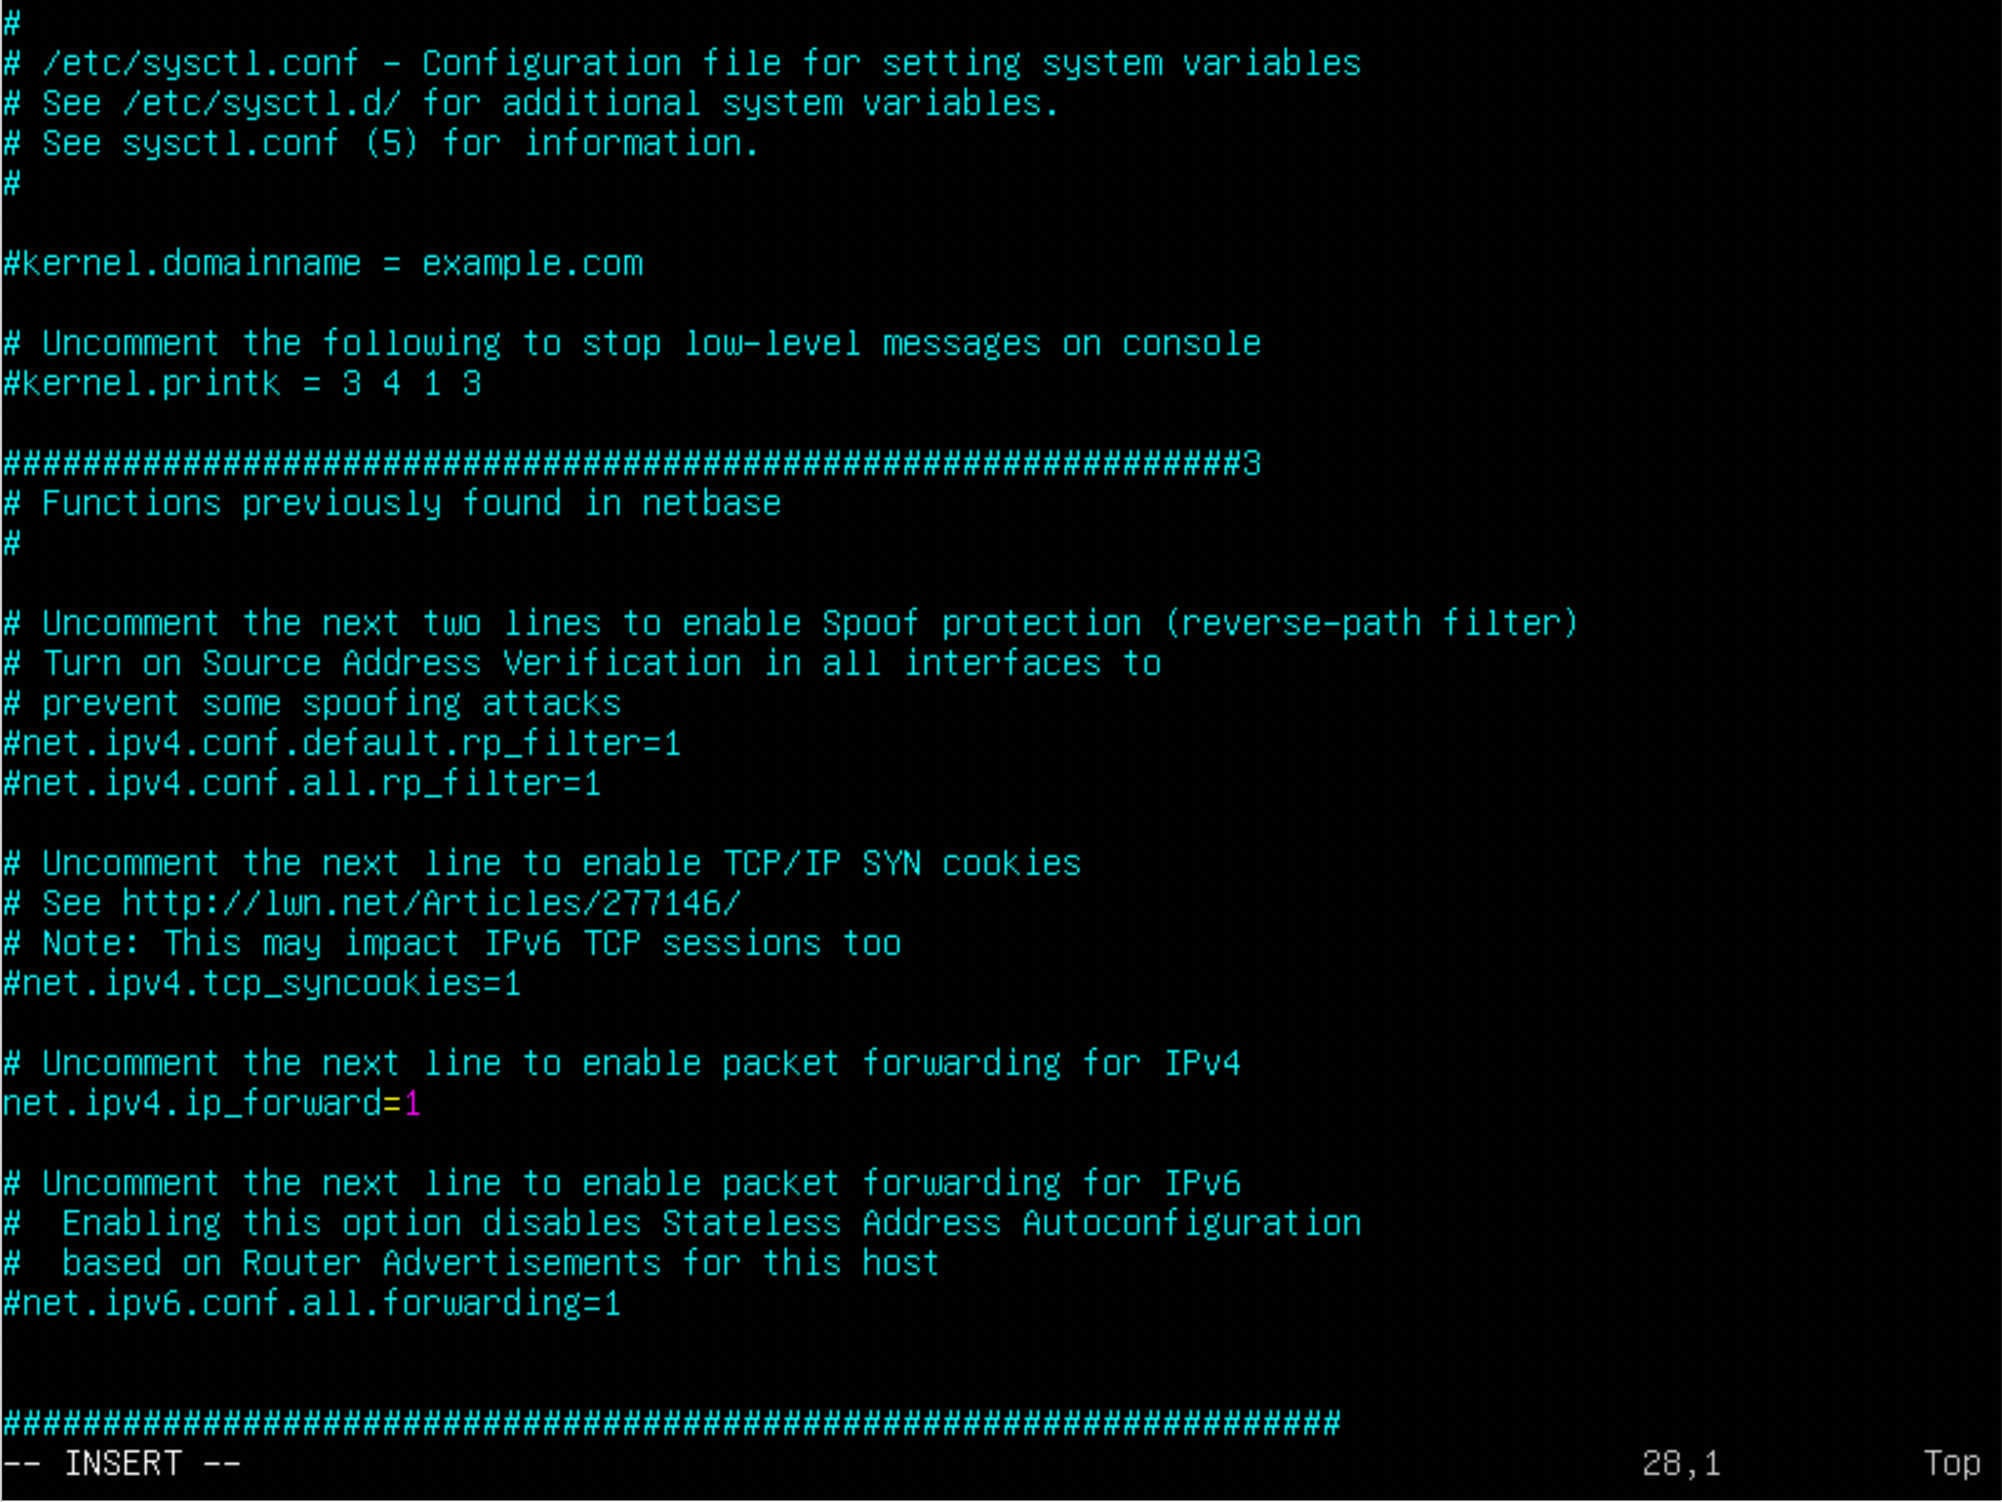 #
# /etc/sysctl.conf - Configuration file for setting system variables
# See /etc/sysctl.d/ for additional system variables.
# See sysctl.conf (5) for information.
#
#kernel.domainname = example.com
# Uncomment the following to stop low-level messages on console
#kernel.printk = 3 4 1 3
##############################################################3
# Functions previously found in netbase
#
# Uncomment the next two lines to enable Spoof protection (reverse-path filter)
# Turn on Source Address Verification in all interfaces to
# prevent some spoofing attacks
#net.ipv4.conf.default.rp_filter=1
#net.ipv4.conf.all.rp_filter=1
# Uncomment the next line to enable TCP/IP SYN cookies
# See http://lwn.net/Articles/277146/
# Note: This may impact IPv6 TCP sessions too
#net.ipv4.tcp_syncookies=1
# Uncomment the next line to enable packet forwarding for IPv4
net.ipv4.ip_forward=1
# Uncomment the next line to enable packet forwarding for IPv6
#  Enabling this option disables Stateless Address Autoconfiguration
#  based on Router Advertisements for this host
#net.ipv6.conf.all.forwarding=1
###################################################################
-- INSERT -- 28,1 Top